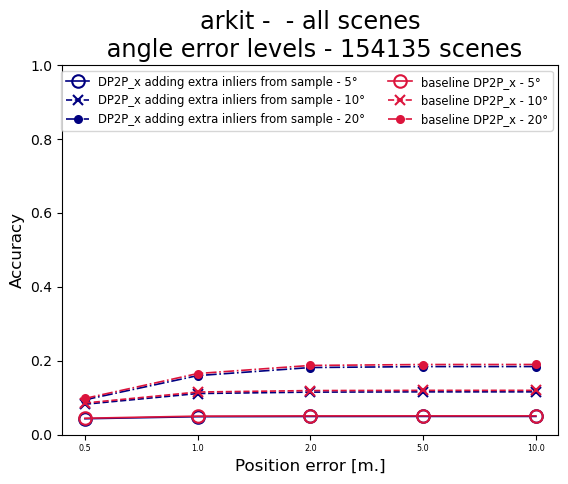 arkit -  - all scenes
angle error levels - 154135 scenes
DP2P_x adding extra inliers from sample - 5°
DP2P_x adding extra inliers from sample - 10°
DP2P_x adding extra inliers from sample - 20°
baseline DP2P_x - 5°
baseline DP2P_x - 10°
baseline DP2P_x - 20°
Accuracy
1.0
0.8
0.6
0.4
0.2
0.0
0.5 1.0 2.0 5.0 10.0
Position error [m.]